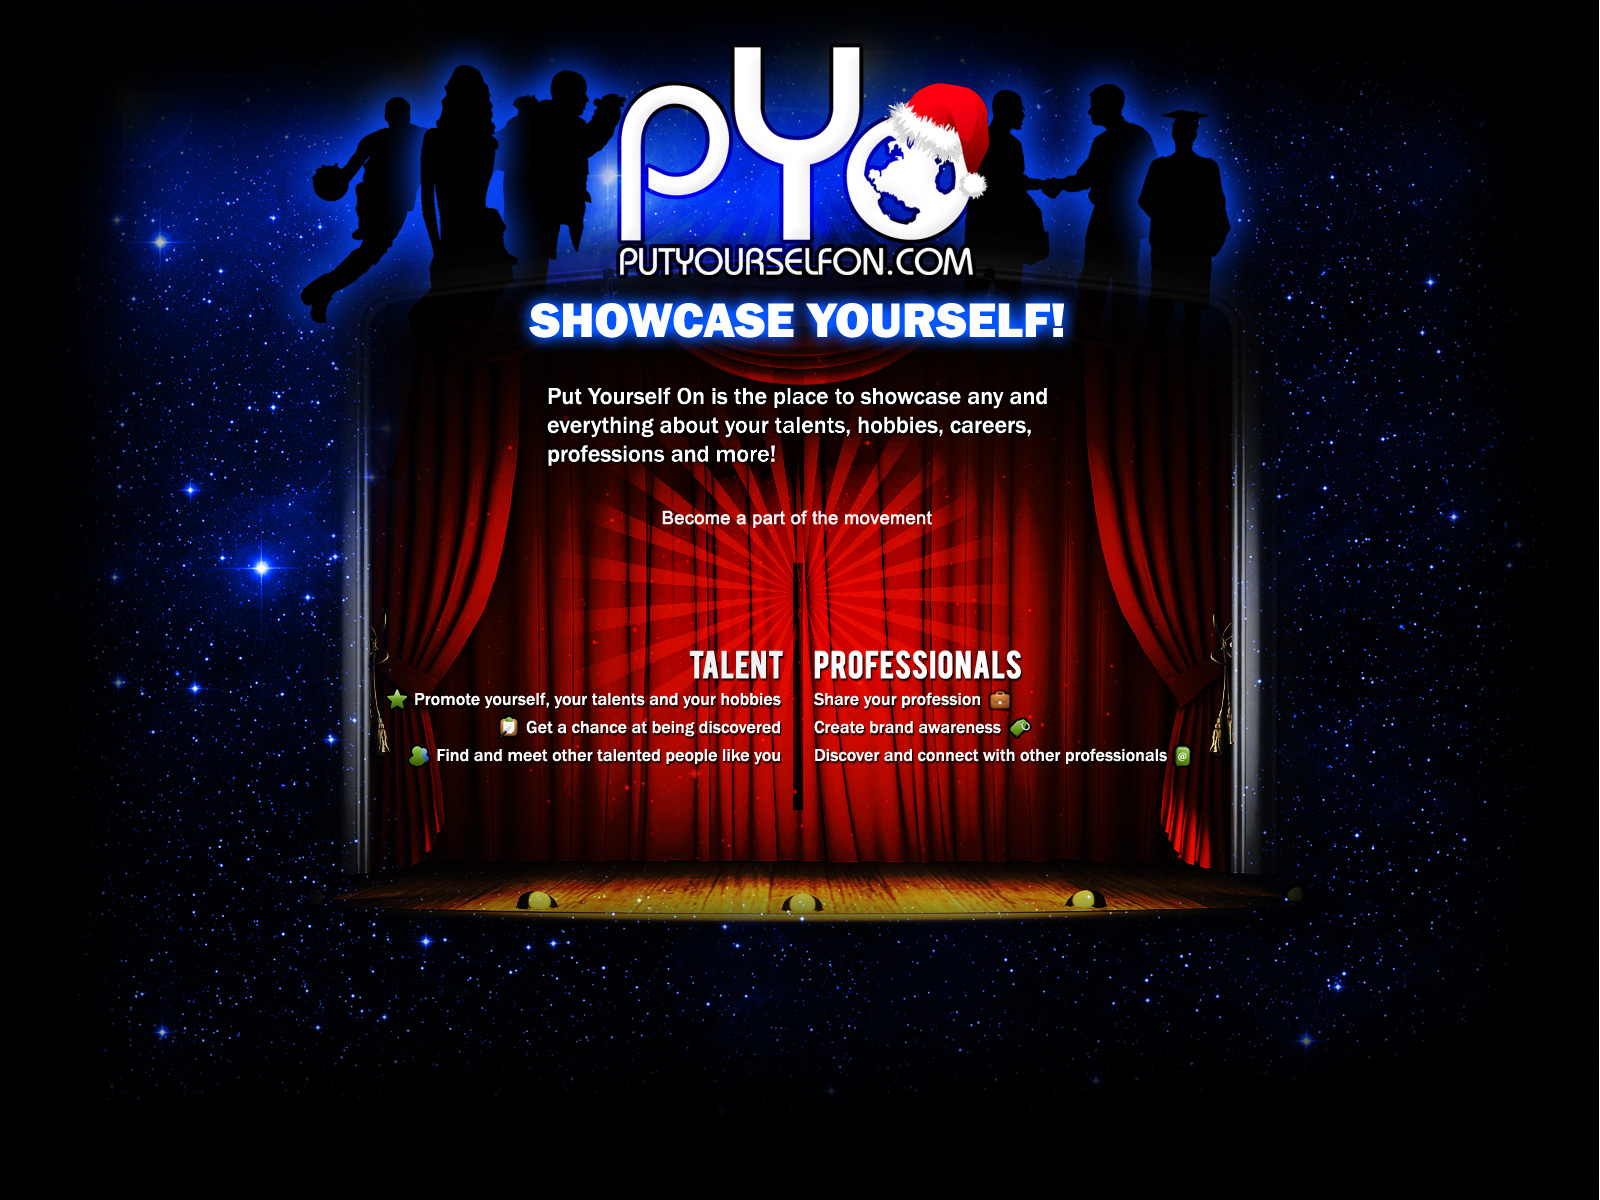 PYO
PUTYOURSELFON.COM
SHOWCASE YOURSELF!
Put Yourself On is the place to showcase any and
everything about your talents, hobbies, careers,
professions and more!
Become a part of the movement
TALENT
Promote yourself, your talents and your hobbies
Get a chance at being discovered
Find and meet other talented people like you
PROFESSIONALS
Share your profession
Create brand awareness
Discover and connect with other professionals
@